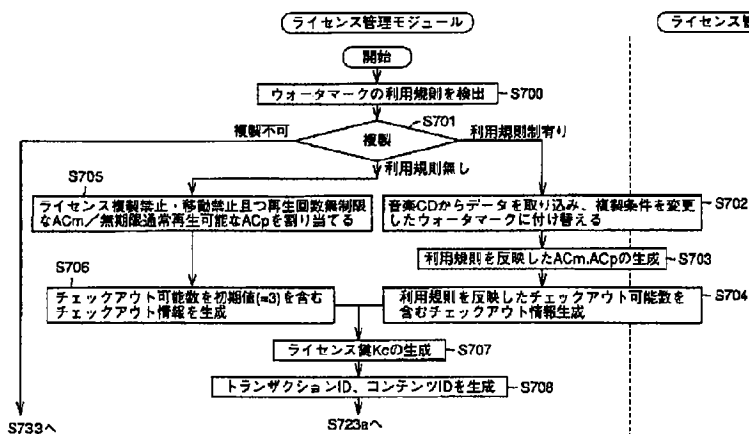 ライセンス管理モジュール
ライセンス管
開始
ウォータマークの利用規則を検出
S700
S701
複製
複製不可
利用規則制有り
利用規則無し
S705
ライセンス複製禁止・移動禁止且つ再生回数無制限
なACm／無期限通常再生可能なACpを割り当てる
音楽CDからデータを取り込み、複製条件を変更
したウォータマークに付け替える
S702
利用規則を反映したACm,ACpの生成
S703
S706
チェックアウト可能数を初期値(=3)を含む
チェックアウト情報を生成
利用規則を反映したチェックアウト可能数
を含むチェックアウト情報生成
S704
ライセンス鍵Kcの生成
S707
トランザクションID、コンテンツIDを生成
S708
S733へ
S723aへ